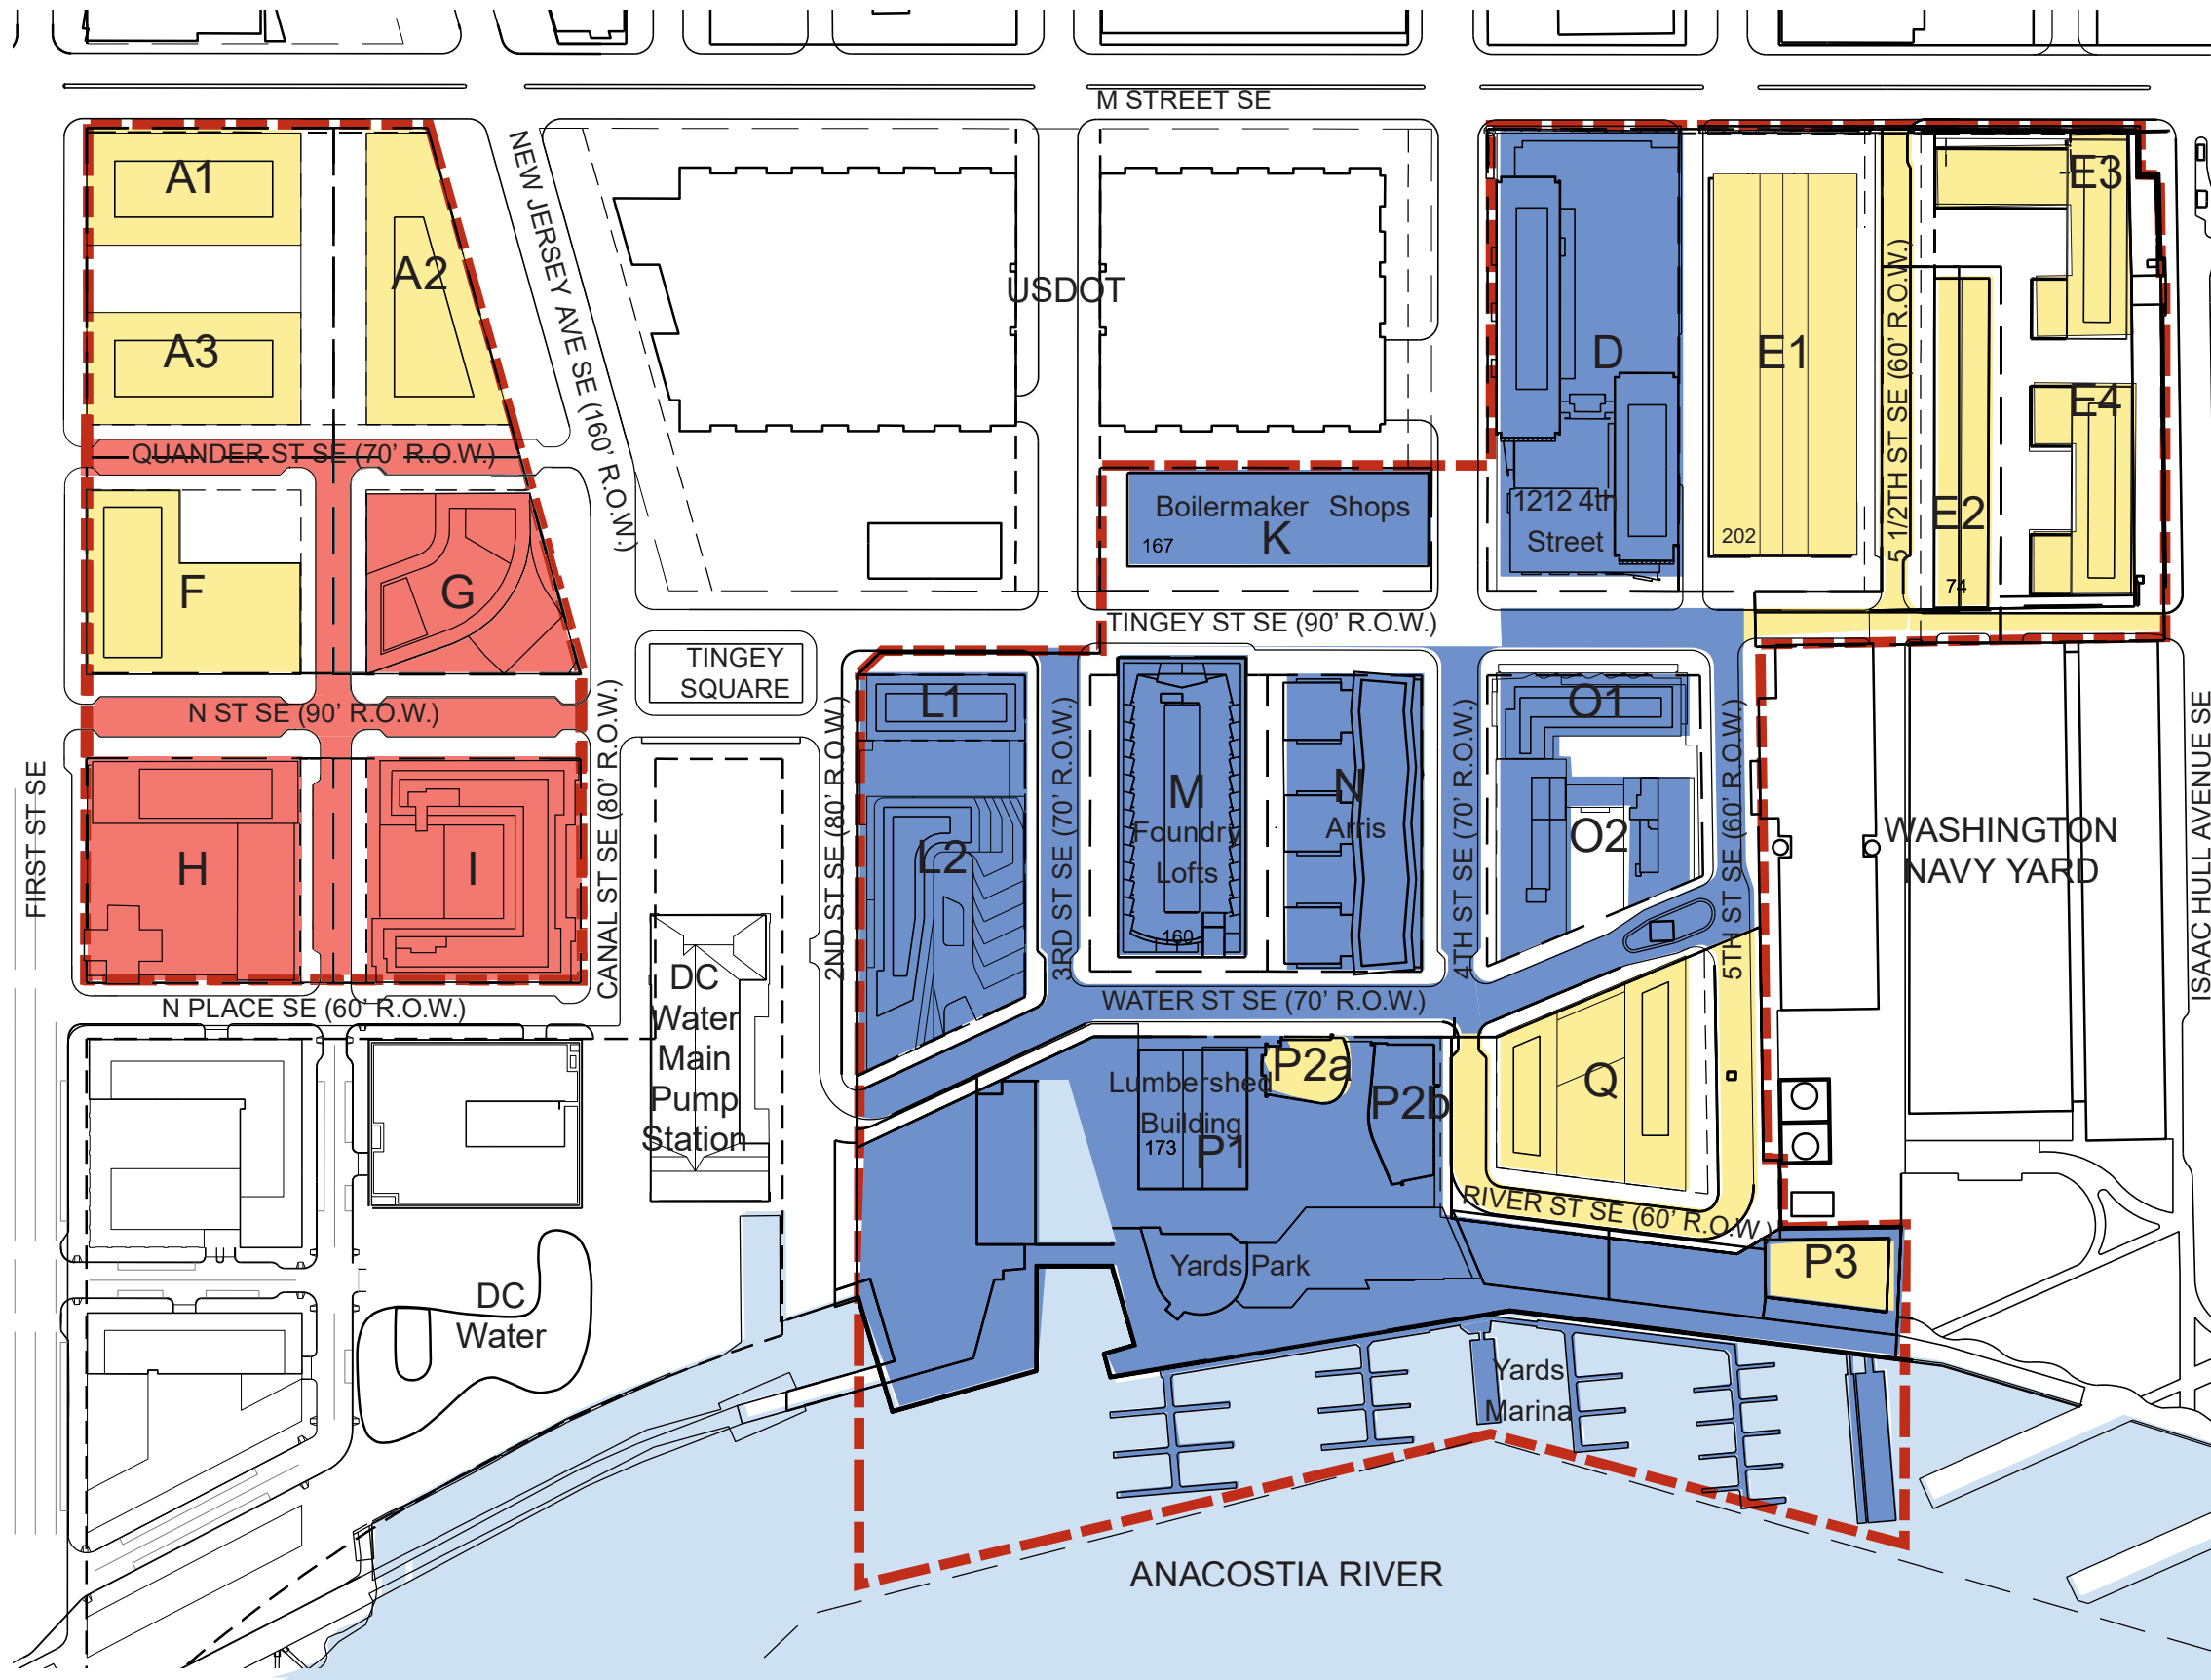 M STREET SE
A1
A2
A3
NEW JERSEY AVE SE (160' R.O.W.)
USDOT
D
E1
5 1/2TH ST SE (60' R.O.W.)
E3
E4
E2
QUANDER ST SE (70' R.O.W.)
Boilermaker Shops
K
167
1212 4th
Street
202
74
F
G
TINGEY ST SE (90' R.O.W.)
TINGEY
SQUARE
N ST SE (90' R.O.W.)
L1
O1
FIRST ST SE
H
I
CANAL ST SE (80' R.O.W.)
2ND ST SE (80' R.O.W.)
L2
3RD ST SE (70' R.O.W.)
M
Foundry
Lofts
160
N
Arris
4TH ST SE (70' R.O.W.)
O2
5TH ST SE (60' R.O.W.)
WASHINGTON
NAVY YARD
ISAAC HULL AVENUE SE
N PLACE SE (60' R.O.W.)
WATER ST SE (70' R.O.W.)
DC
Water
Main
Pump
Station
Lumbershed
Building
173
P1
P2a
P2b
Q
RIVER ST SE (60' R.O.W.)
Yards Park
P3
DC
Water
Yards
Marina
ANACOSTIA RIVER